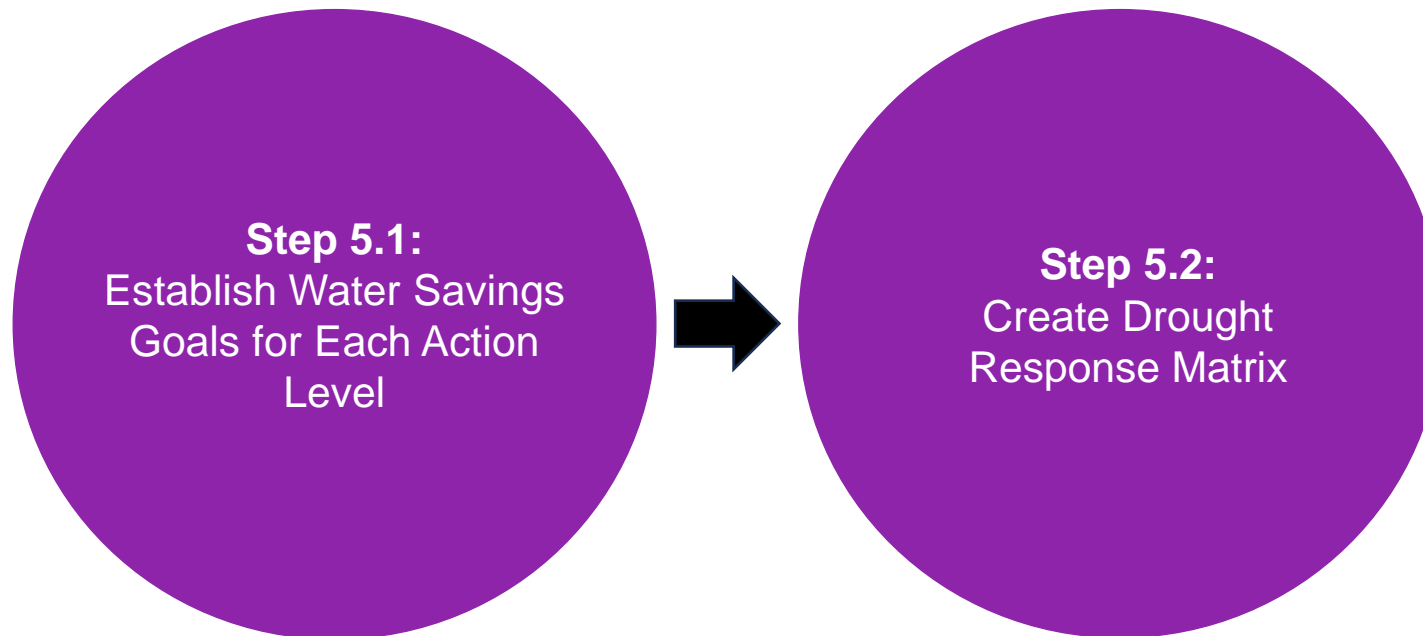 Step 5.1:
Establish Water Savings
Goals for Each Action
Level
Step 5.2:
Create Drought
Response Matrix